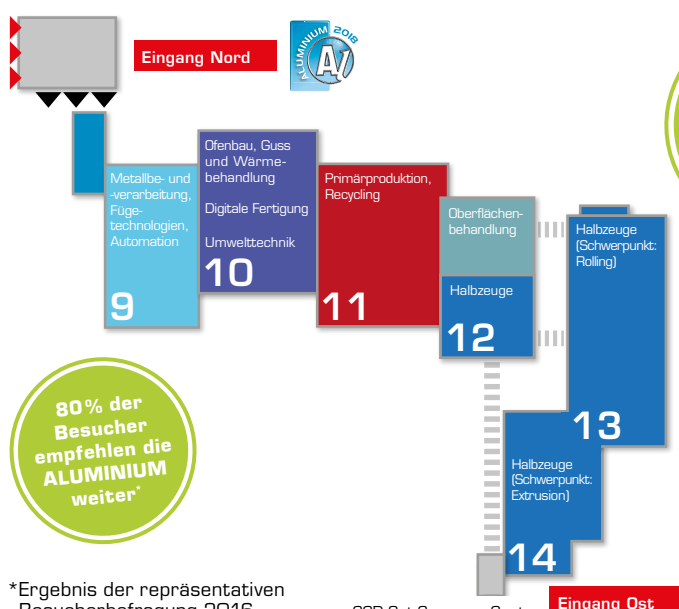 Eingang Nord
ALUMINIUM 2018
Metallbe- und
-verarbeitung,
Füge-
technologien,
Automation
9
Ofenbau, Guss
und Wärme-
behandlung
Digitale Fertigung
Umwelttechnik
10
Primärproduktion,
Recycling
11
Oberflächen-
behandlung
Halbzeuge
12
Halbzeuge
(Schwerpunkt:
Rolling)
13
Halbzeuge
(Schwerpunkt:
Extrusion)
14
80% der
Besucher
empfehlen die
ALUMINIUM
weiter*
*Ergebnis der repräsentativen
Besucherbefragung 2016
Eingang Ost